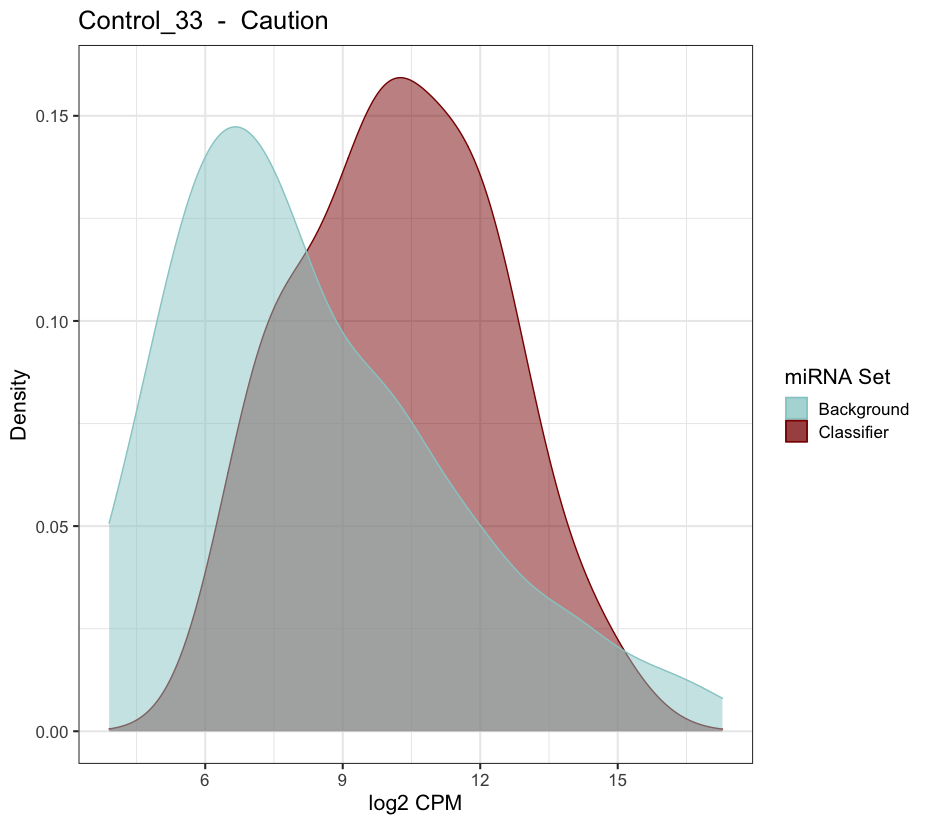 Control_33 - Caution
Density
0.15
0.10
0.05
0.00
6
9
12
15
log2 CPM
miRNA Set
Background
Classifier